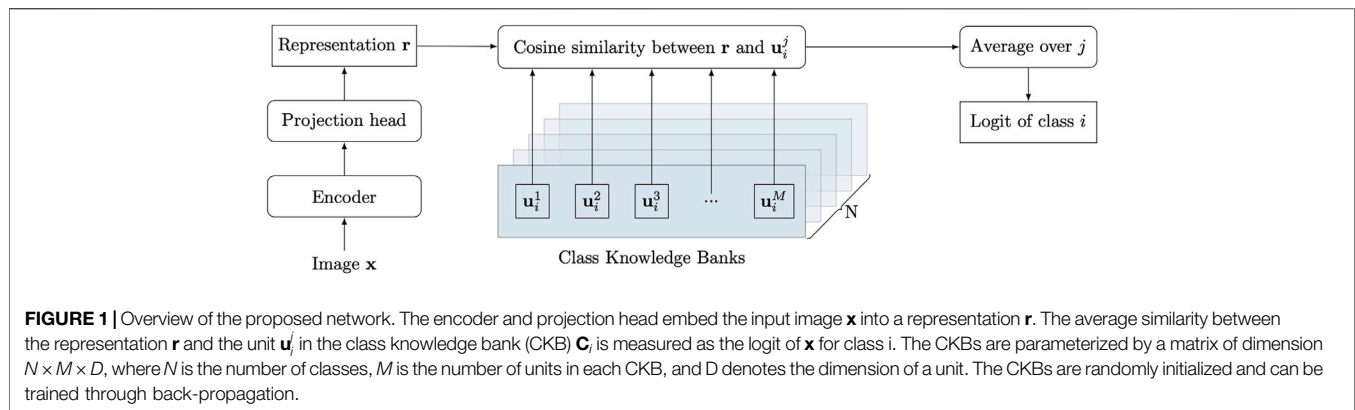 Representation r
Cosine similarity between r and u_i^j
Average over j
Projection head
Logit of class i
Encoder
u_i^1 u_i^2 u_i^3 ... u_i^M
N
Image x
Class Knowledge Banks
FIGURE 1 | Overview of the proposed network. The encoder and projection head embed the input image x into a representation r. The average similarity between
the representation r and the unit u_i^j in the class knowledge bank (CKB) C_i is measured as the logit of x for class i. The CKBs are parameterized by a matrix of dimension
N × M × D, where N is the number of classes, M is the number of units in each CKB, and D denotes the dimension of a unit. The CKBs are randomly initialized and can be
trained through back-propagation.